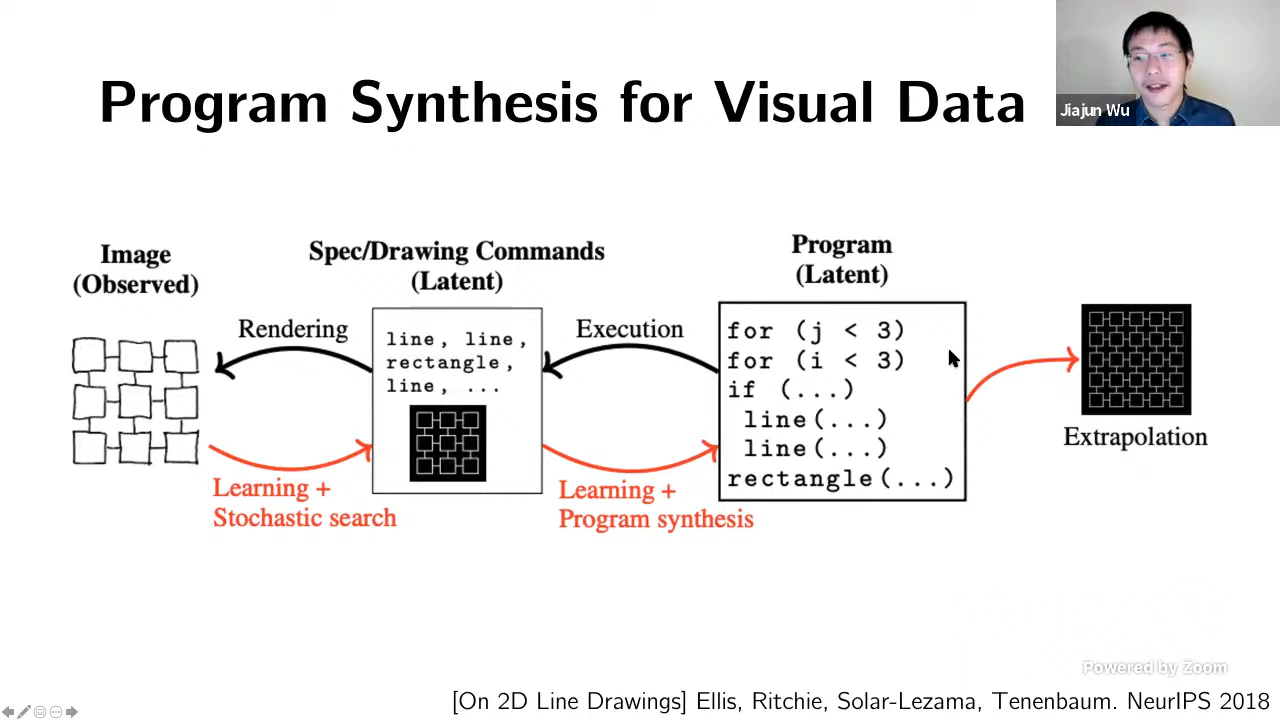 Program Synthesis for Visual Data
Jiajun Wu
Image
(Observed)
Spec/Drawing Commands
(Latent)
Program
(Latent)
Rendering
Execution
line, line,
rectangle,
line, ...
for (j < 3)
for (i < 3)
if (...)
line(...)
line(...)
rectangle(...)
Extrapolation
Learning +
Stochastic search
Learning +
Program synthesis
Powered by Zoom
[On 2D Line Drawings] Ellis, Ritchie, Solar-Lezama, Tenenbaum. NeurIPS 2018